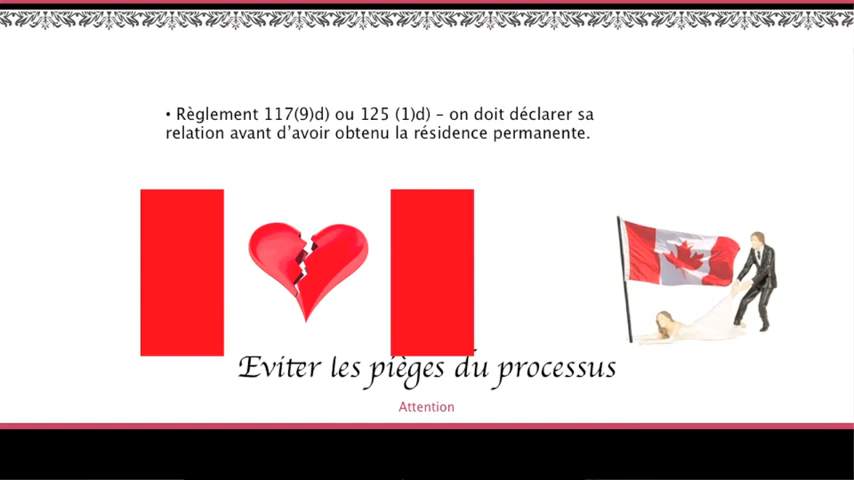 • Règlement 117(9)d) ou 125 (1)d) – on doit déclarer sa
relation avant d’avoir obtenu la résidence permanente.
Eviter les pièges du processus
Attention